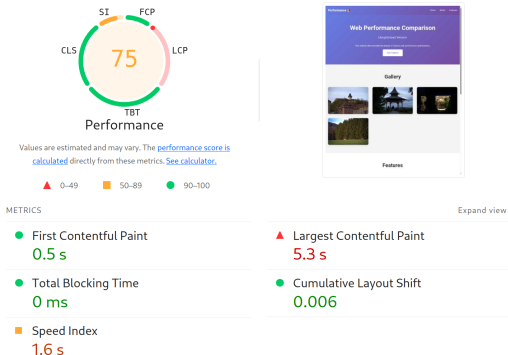 SI
FCP
CLS
75
LCP
TBT
Performance
Values are estimated and may vary. The performance score is
calculated directly from these metrics. See calculator.
0–49
50–89
90–100
Web Performance Comparison
Gallery
Features
METRICS
Expand view
First Contentful Paint
0.5 s
Largest Contentful Paint
5.3 s
Total Blocking Time
0 ms
Cumulative Layout Shift
0.006
Speed Index
1.6 s